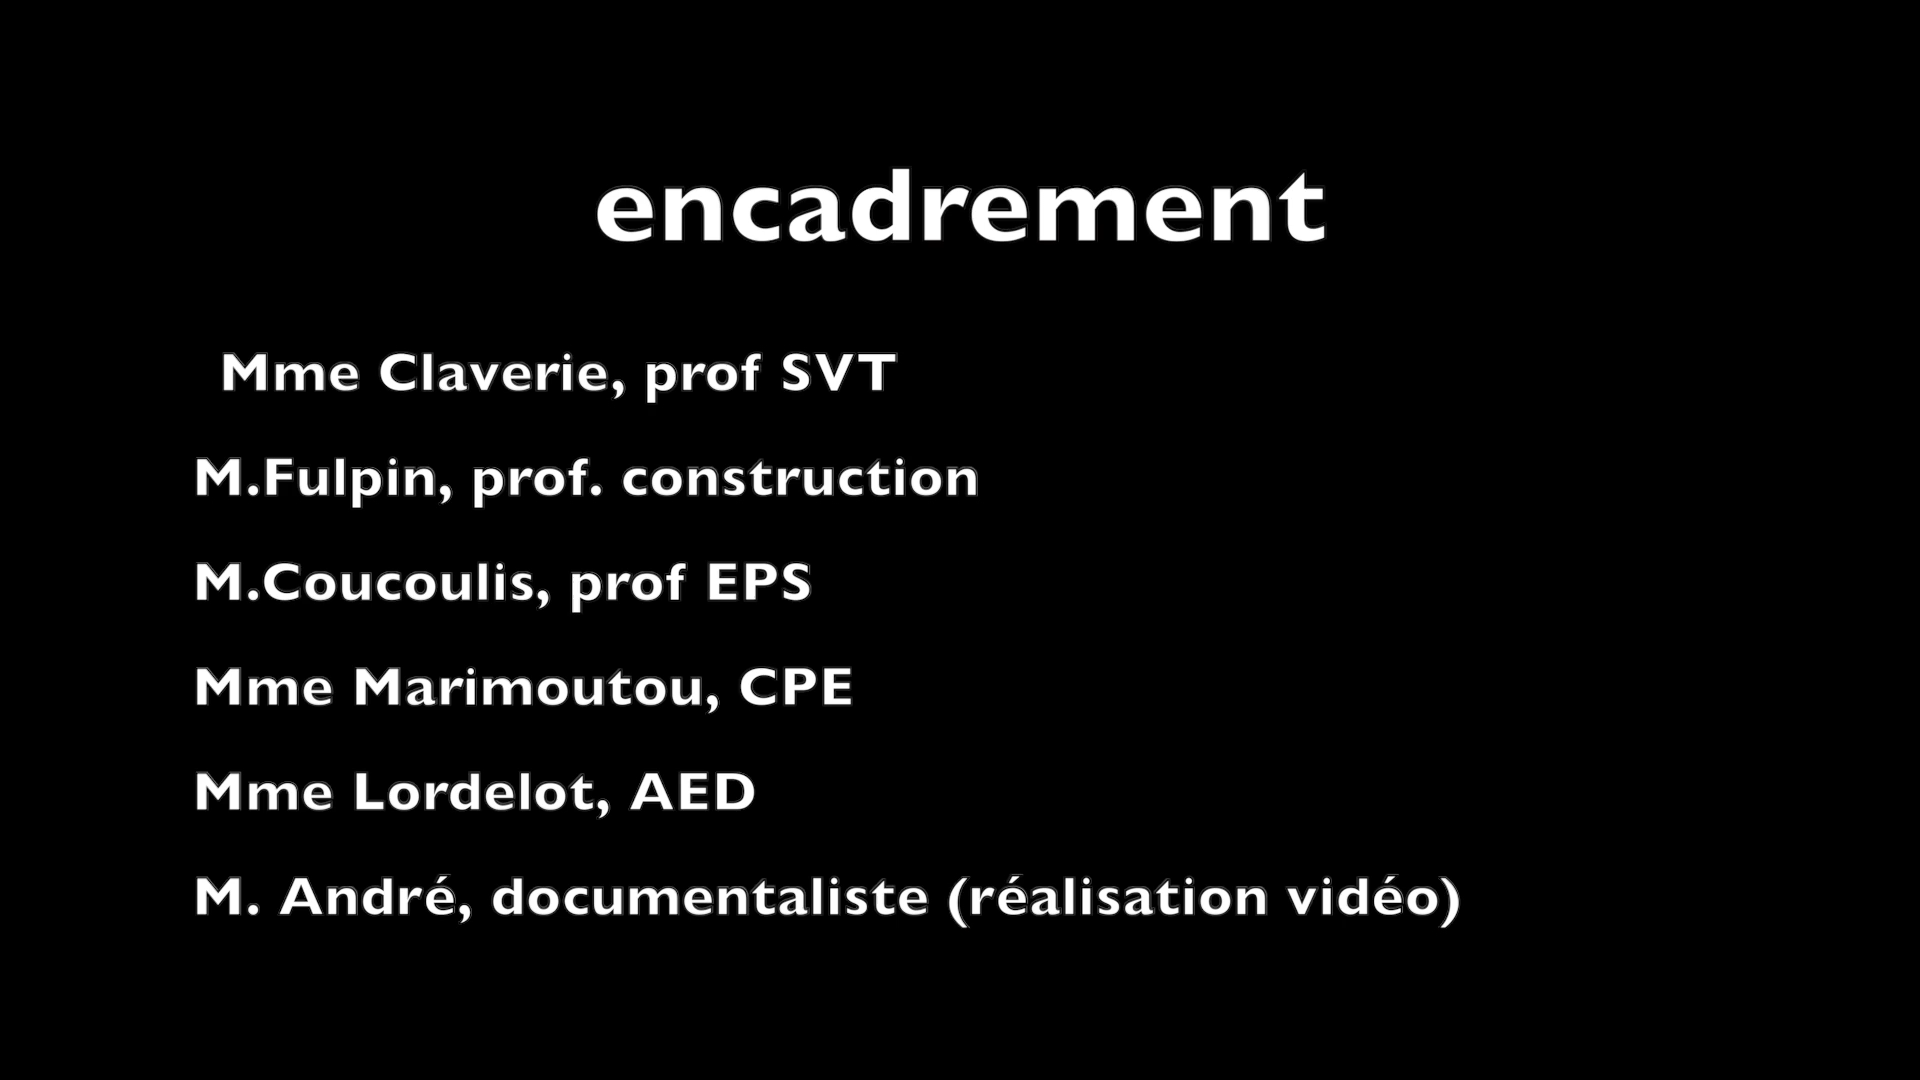 encadrement
Mme Claverie, prof SVT
M.Fulpin, prof. construction
M.Coucoulis, prof EPS
Mme Marimoutou, CPE
Mme Lordelot, AED
M. André, documentaliste (réalisation vidéo)